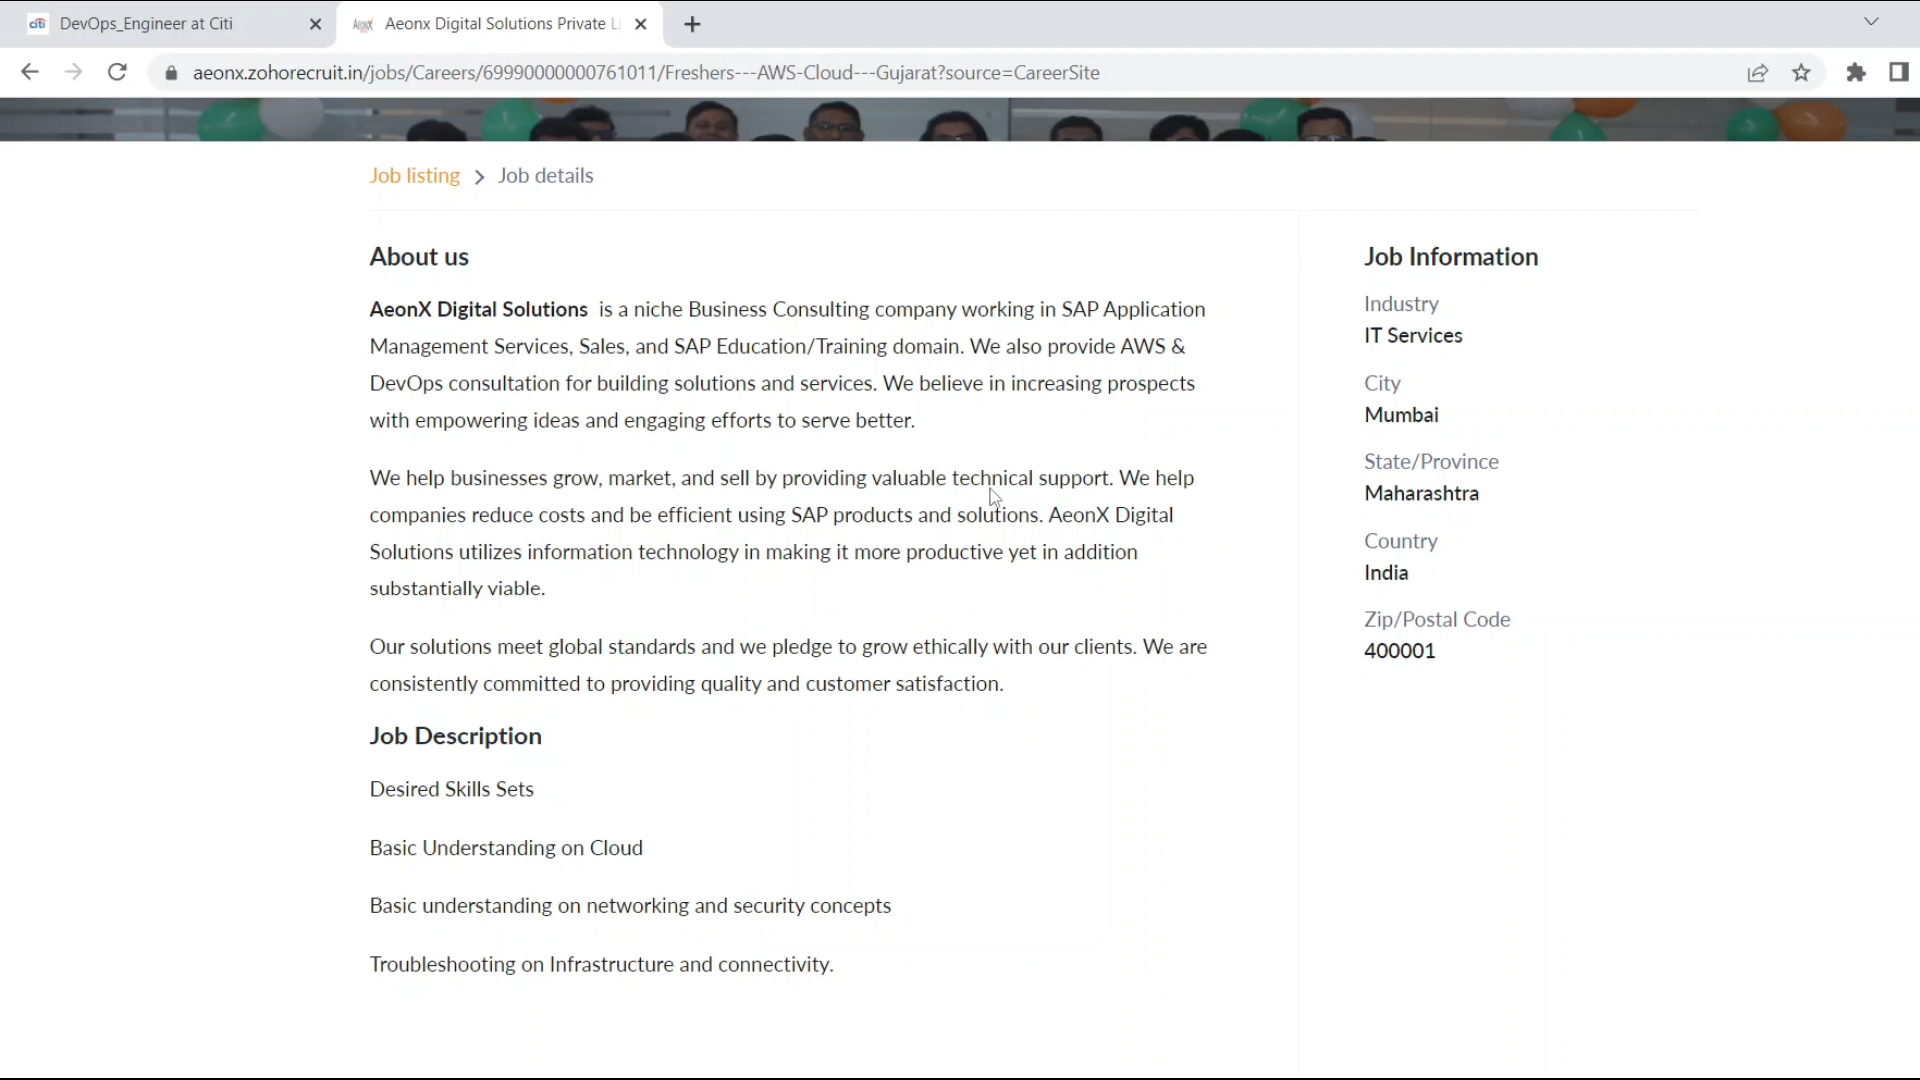 DevOps_Engineer at Citi
Aeonx Digital Solutions Private Li
aeonx.zohorecruit.in/jobs/Careers/69990000000761011/Freshers---AWS-Cloud---Gujarat?source=CareerSite
Job listing > Job details
About us
AeonX Digital Solutions is a niche Business Consulting company working in SAP Application
Management Services, Sales, and SAP Education/Training domain. We also provide AWS &
DevOps consultation for building solutions and services. We believe in increasing prospects
with empowering ideas and engaging efforts to serve better.
We help businesses grow, market, and sell by providing valuable technical support. We help
companies reduce costs and be efficient using SAP products and solutions. AeonX Digital
Solutions utilizes information technology in making it more productive yet in addition
substantially viable.
Our solutions meet global standards and we pledge to grow ethically with our clients. We are
consistently committed to providing quality and customer satisfaction.
Job Description
Desired Skills Sets
Basic Understanding on Cloud
Basic understanding on networking and security concepts
Troubleshooting on Infrastructure and connectivity.
Job Information
Industry
IT Services
City
Mumbai
State/Province
Maharashtra
Country
India
Zip/Postal Code
400001